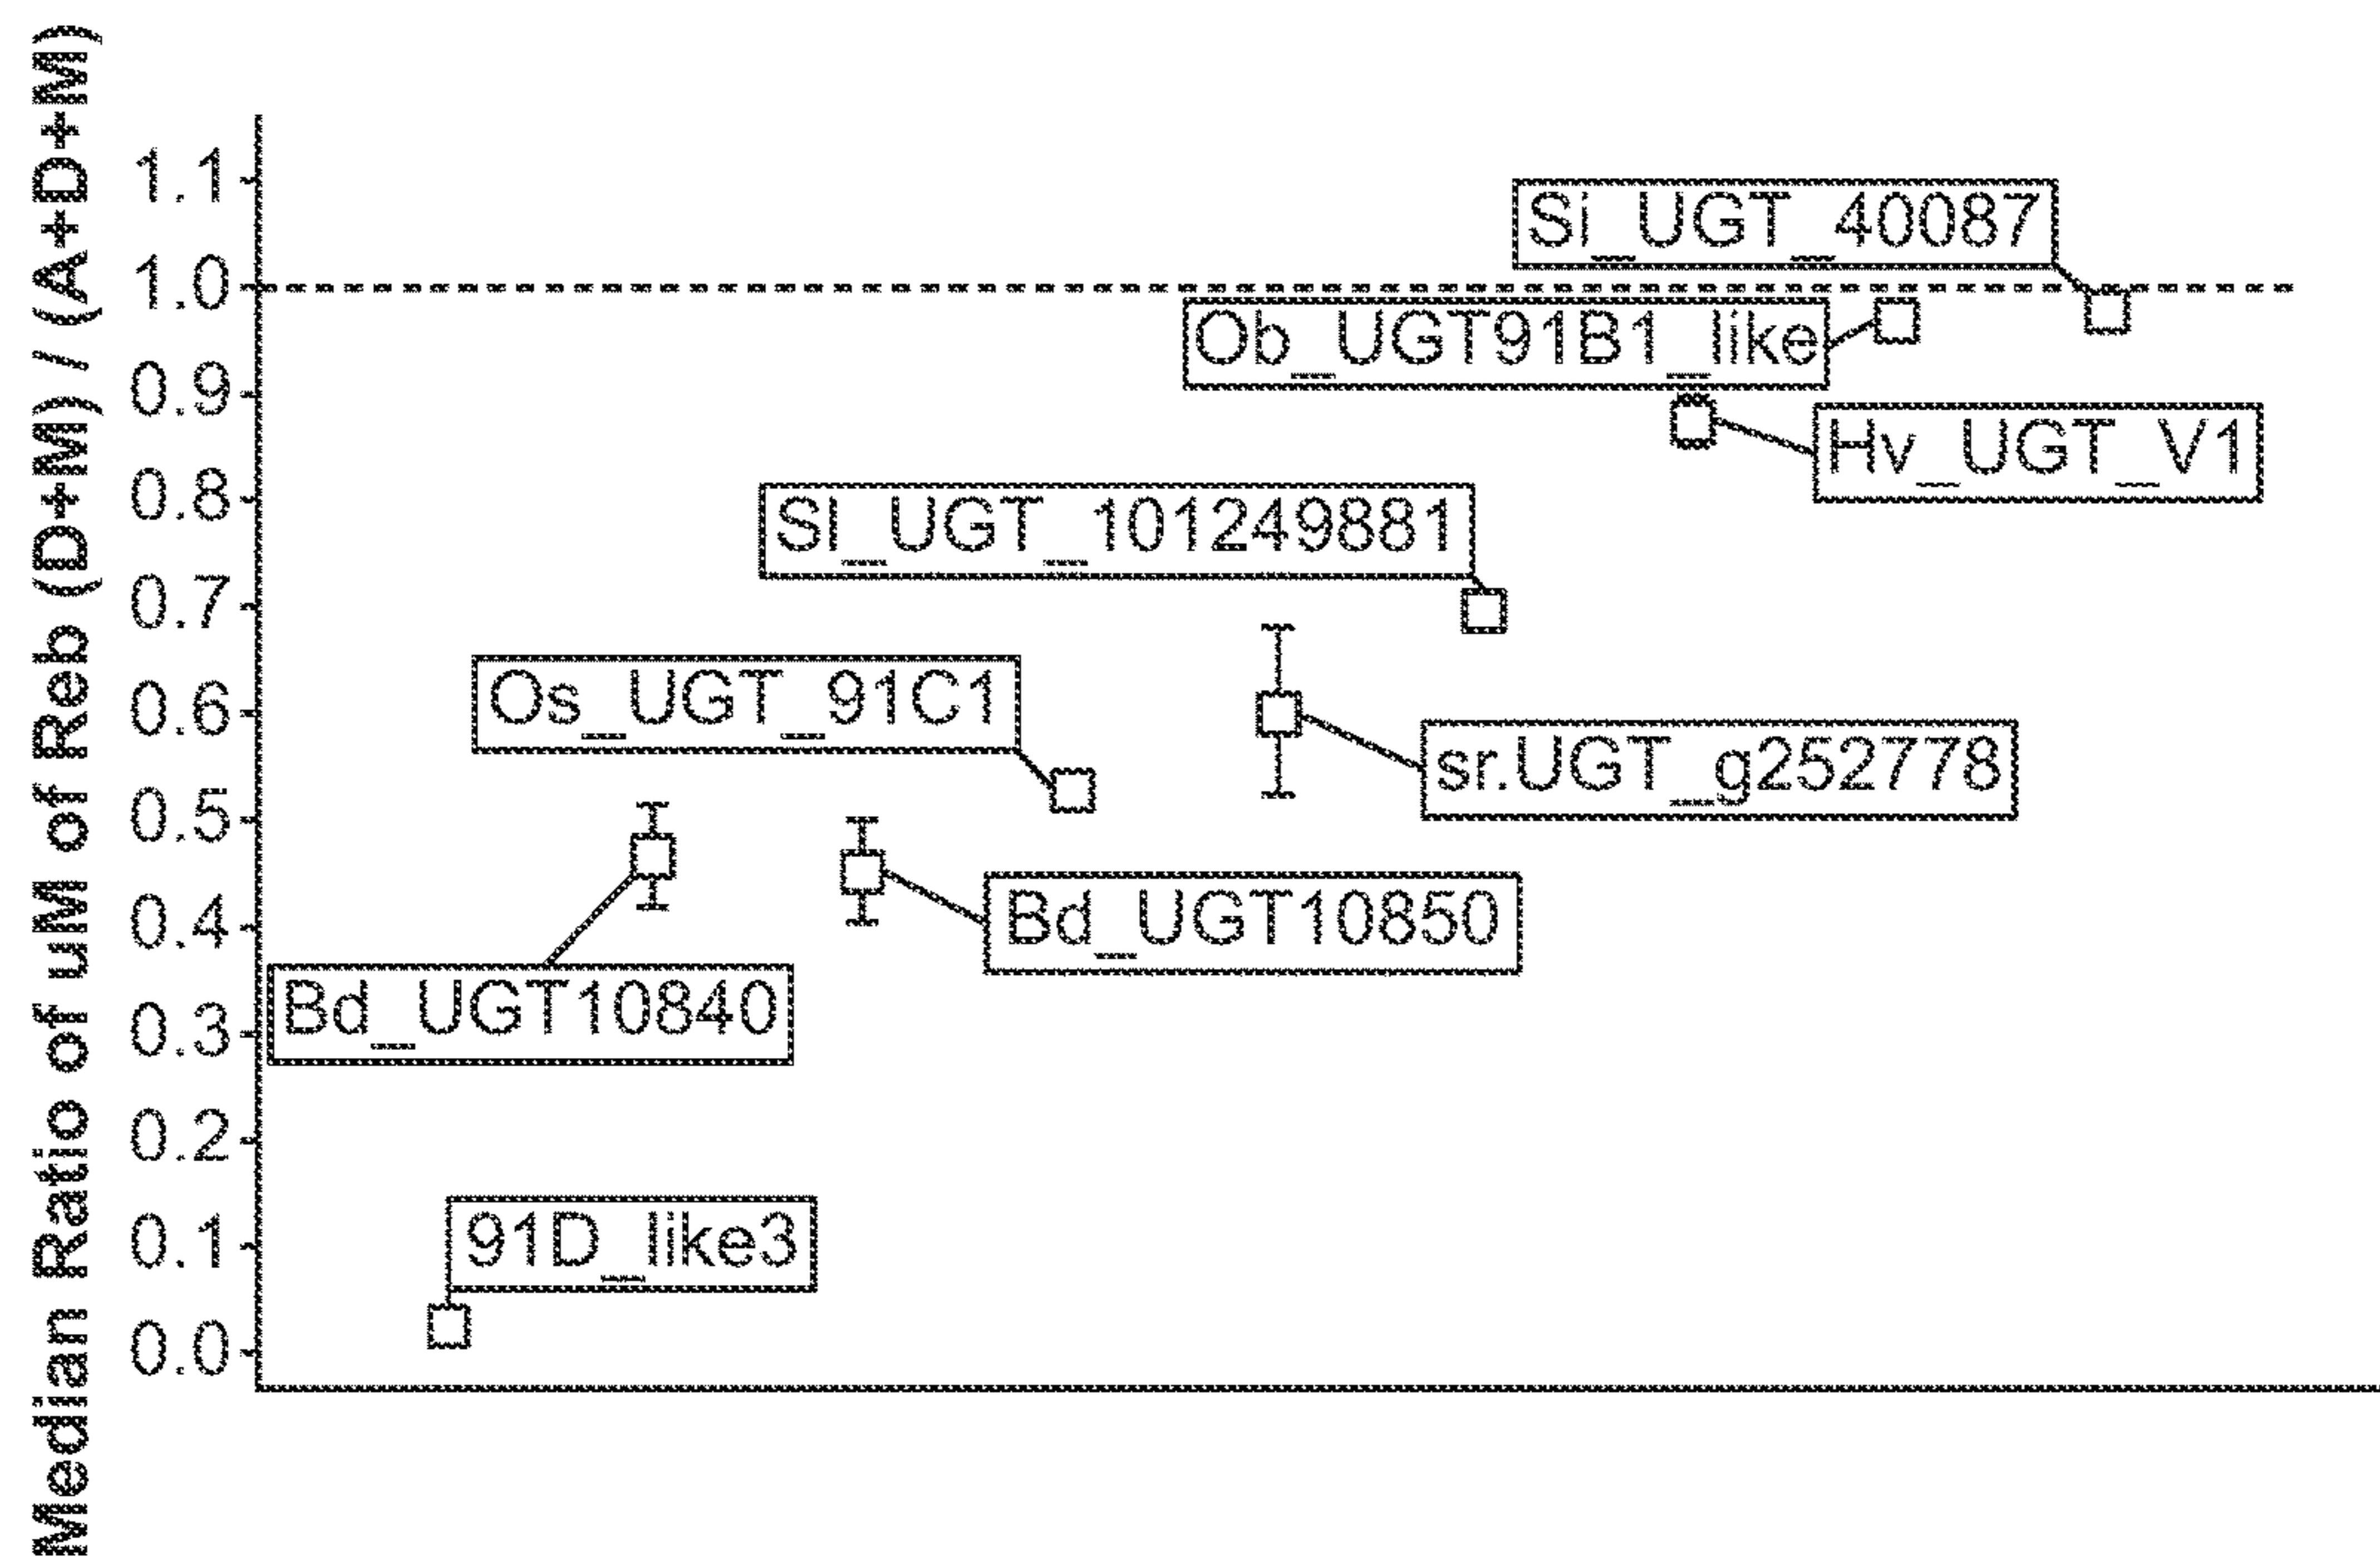 Median Ratio of uM of Reb (D+M) / (A+D+M)
1.1
1.0
0.9
0.8
0.7
0.6
0.5
0.4
0.3
0.2
0.1
0.0
Si_UGT_40087
Ob_UGT91B1_like
Hv_UGT_V1
Sl_UGT_101249881
Os_UGT_91C1
sr.UGT_g252778
Bd_UGT10850
Bd_UGT10840
91D_like3